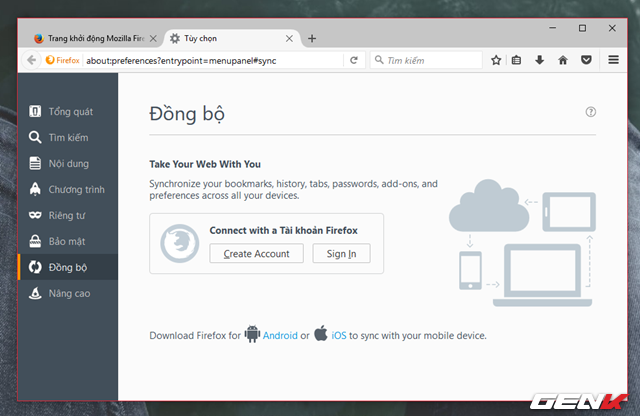 Trang khởi động Mozilla Fire
Tùy chọn
Firefox
about:preferences?entrypoint=menupanel#sync
Tìm kiếm
Tổng quát
Tìm kiếm
Nội dung
Chương trình
Riêng tư
Bảo mật
Đồng bộ
Nâng cao
Đồng bộ
?
Take Your Web With You
Synchronize your bookmarks, history, tabs, passwords, add-ons, and
preferences across all your devices.
Connect with a Tài khoản Firefox
Create Account
Sign In
Download Firefox for Android or iOS to sync with your mobile device.
GENK